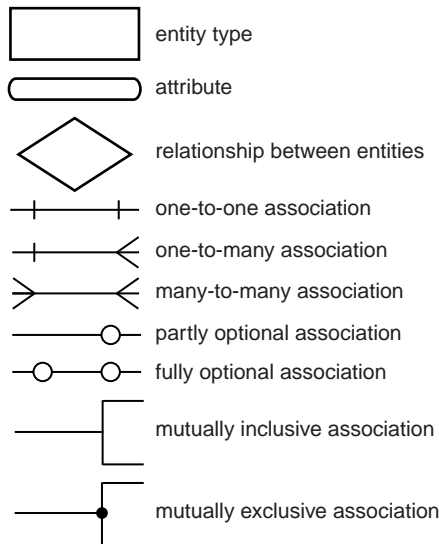 entity type
attribute
relationship between entities
one-to-one association
one-to-many association
many-to-many association
partly optional association
fully optional association
mutually inclusive association
mutually exclusive association